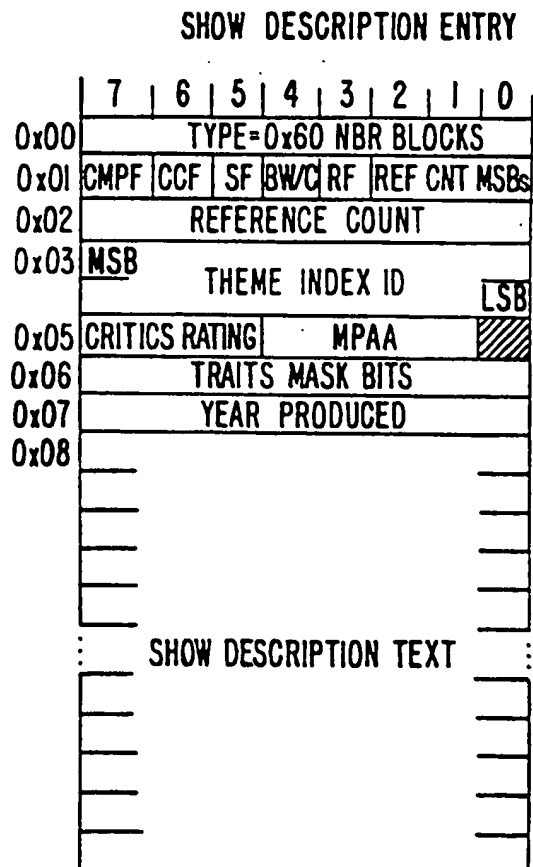 SHOW DESCRIPTION ENTRY
7 6 5 4 3 2 1 0
0x00 TYPE=0x60 NBR BLOCKS
0x01 CMPF CCF SF BW/C RF REF CNT MSBs
0x02 REFERENCE COUNT
0x03 MSB
THEME INDEX ID
LSB
0x05 CRITICS RATING MPAA
0x06 TRAITS MASK BITS
0x07 YEAR PRODUCED
0x08
SHOW DESCRIPTION TEXT